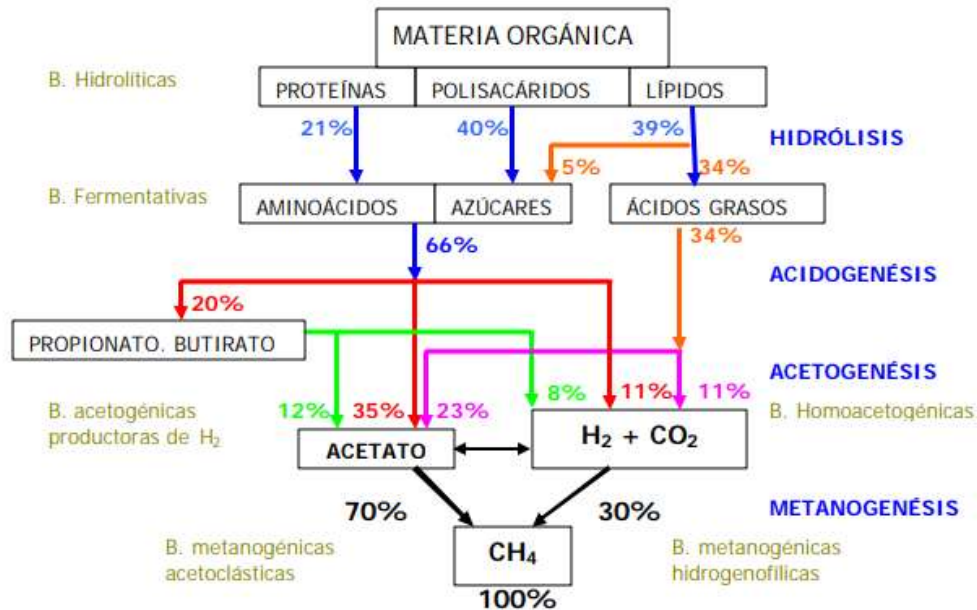 MATERIA ORGÁNICA
B. Hidrolíticas
PROTEÍNAS
POLISACÁRIDOS
LÍPIDOS
21%
40%
39%
HIDRÓLISIS
5%
34%
B. Fermentativas
AMINOÁCIDOS
AZÚCARES
ÁCIDOS GRASOS
66%
34%
ACIDOGENÉSIS
20%
PROPIONATO. BUTIRATO
ACETOGENÉSIS
B. acetogénicas
productoras de H₂
12%
35%
23%
8%
11%
11%
B. Homoacetogénicas
ACETATO
H₂ + CO₂
70%
30%
METANOGENÉSIS
B. metanogénicas
acetoclásticas
CH₄
B. metanogénicas
hidrogenofílicas
100%